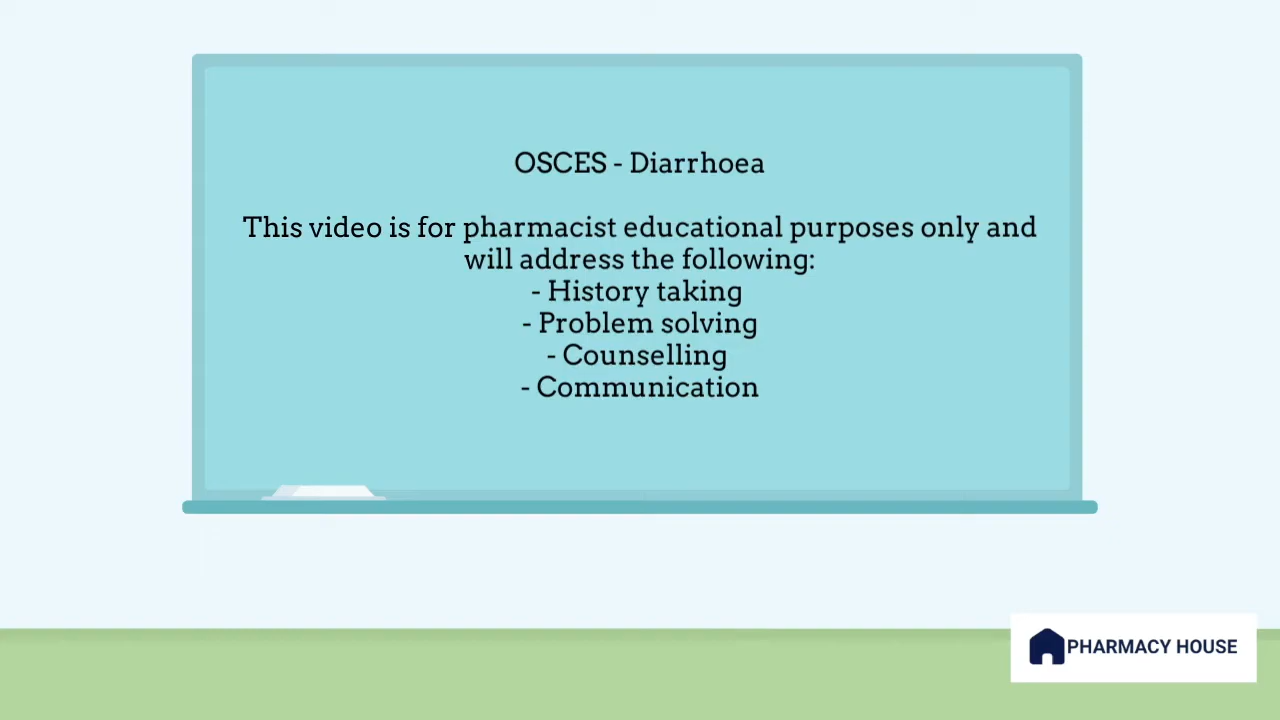 OSCES - Diarrhoea
This video is for pharmacist educational purposes only and
will address the following:
- History taking
- Problem solving
- Counselling
- Communication
PHARMACY HOUSE